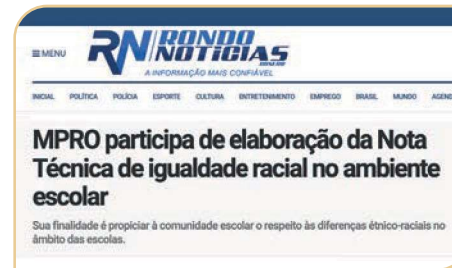 ≡ MENU
RN RONDO
NOTÍCIAS
A INFORMAÇÃO MAIS CONFIÁVEL
INICIAL POLÍTICA POLÍCIA ESPORTE CULTURA ENTRETENIMENTO EMPREGO BRASIL MUNDO AGEND
MPRO participa de elaboração da Nota
Técnica de igualdade racial no ambiente
escolar
Sua finalidade é propiciar à comunidade escolar o respeito às diferenças étnico-raciais no
âmbito das escolas.